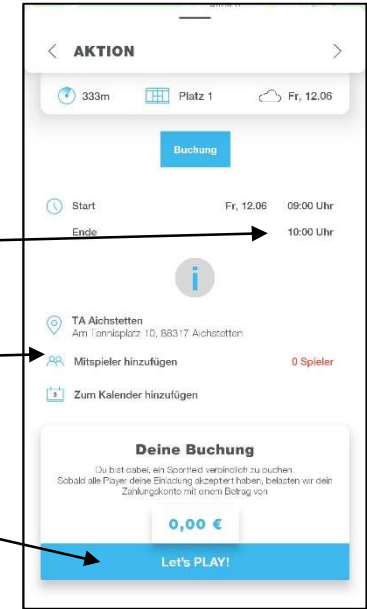 AKTION
333m Platz 1 Fr, 12.06
Buchung
Start Fr, 12.06 09:00 Uhr
Ende 10:00 Uhr
i
TA Aichstetten
Am Tennisplatz 10, 88317 Aichstetten
Mitspieler hinzufügen 0 Spieler
Zum Kalender hinzufügen
Deine Buchung
Du bist dabei, ein Sportfeld verbindlich zu buchen.
Sobald alle Player deine Einladung akzeptiert haben, belasten wir dein
Zahlungskonto mit einem Betrag von
0,00 €
Let's PLAY!